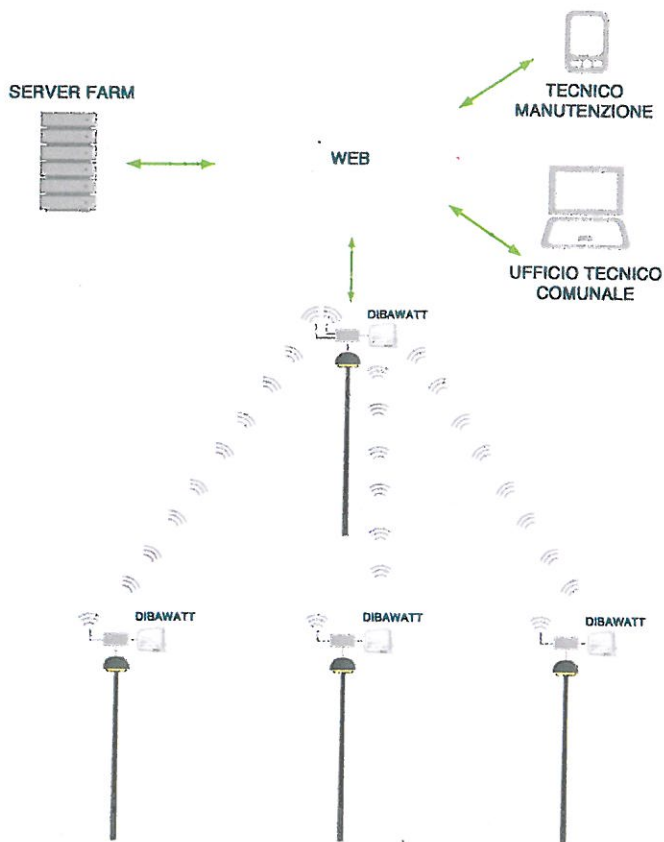 SERVER FARM
TECNICO
MANUTENZIONE
WEB
UFFICIO TECNICO
COMUNALE
DIBAWATT
DIBAWATT
DIBAWATT
DIBAWATT